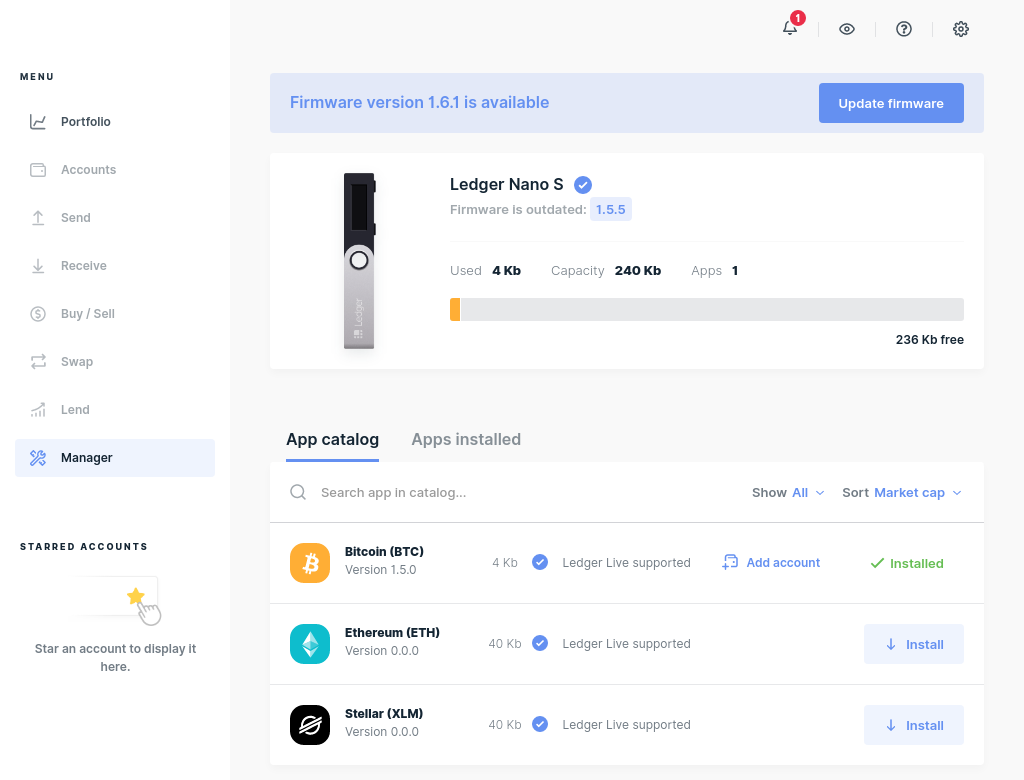 1
MENU
Portfolio
Accounts
Send
Receive
Buy / Sell
Swap
Lend
Manager
STARRED ACCOUNTS
Star an account to display it
here.
Firmware version 1.6.1 is available
Update firmware
Ledger
Ledger Nano S
Firmware is outdated: 1.5.5
Used 4 Kb Capacity 240 Kb Apps 1
236 Kb free
App catalog Apps installed
Search app in catalog... Show All Sort Market cap
Bitcoin (BTC)
Version 1.5.0
4 Kb Ledger Live supported Add account Installed
Ethereum (ETH)
Version 0.0.0
40 Kb Ledger Live supported Install
Stellar (XLM)
Version 0.0.0
40 Kb Ledger Live supported Install